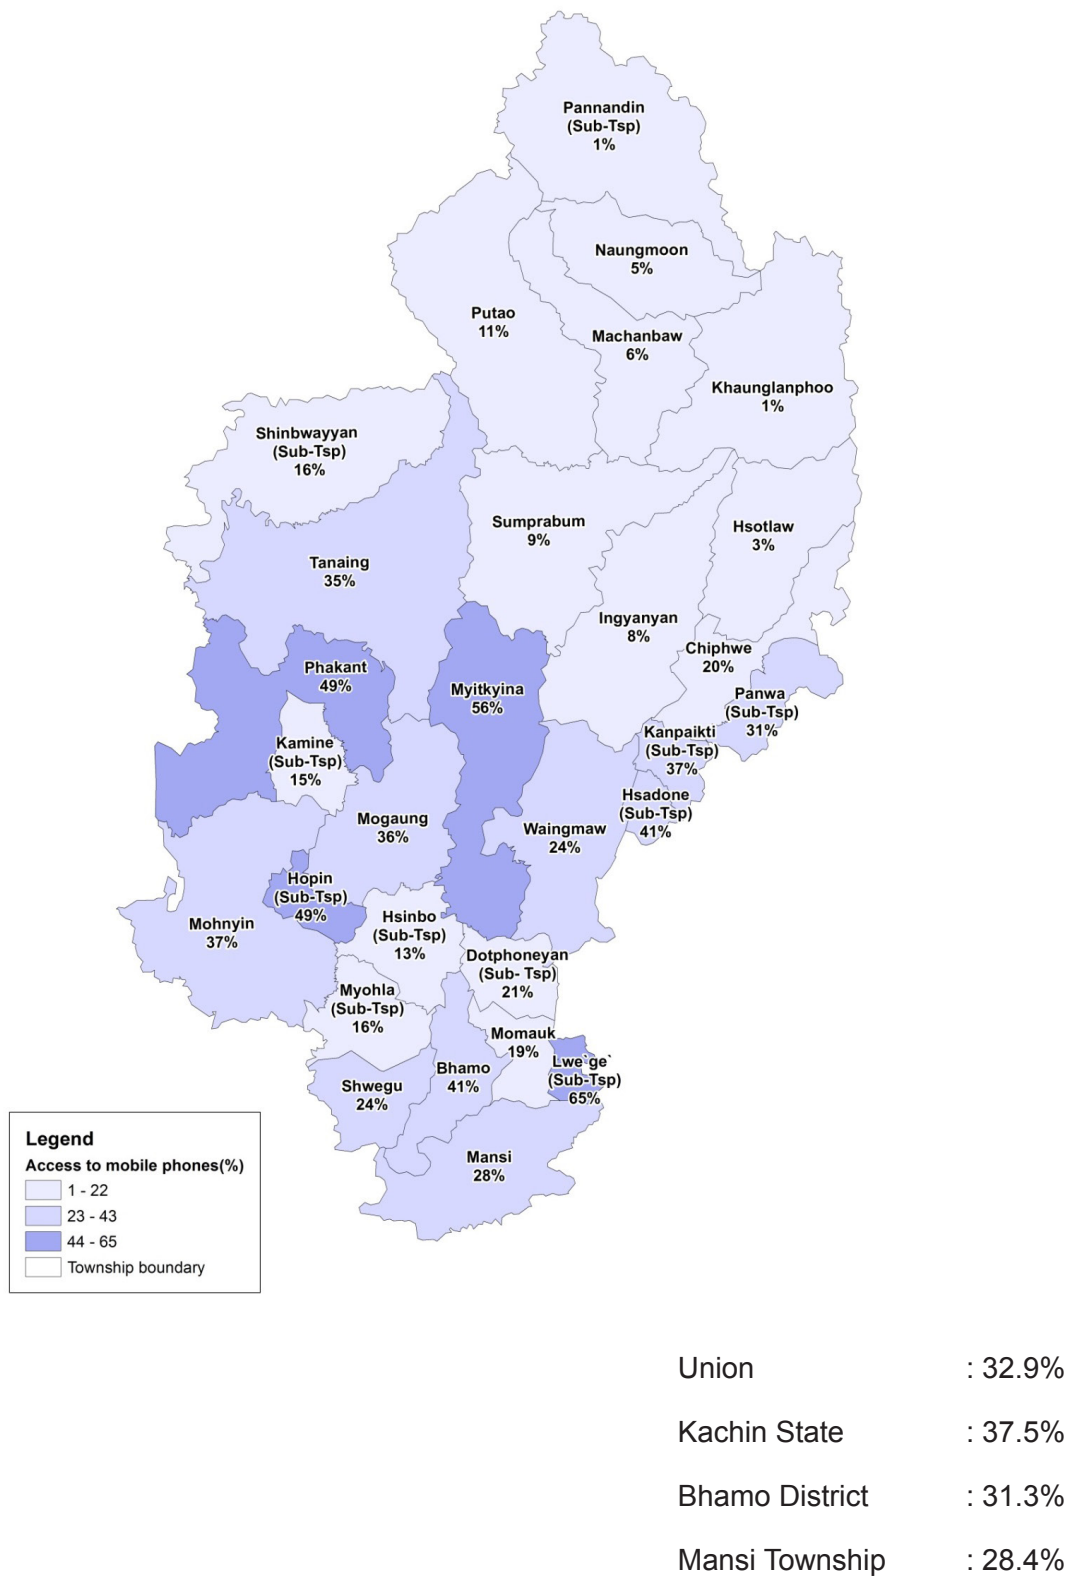 Pannandin
(Sub-Tsp)
1%
Naungmoon
5%
Putao
11%
Machanbaw
6%
Khaunglanphoo
1%
Shinbwayyan
(Sub-Tsp)
16%
Sumprabum
9%
Hsotlaw
3%
Tanaing
35%
Ingyanyan
8%
Chiphwe
20%
Phakant
49%
Myitkyina
56%
Panwa
(Sub-Tsp)
31%
Kanpaikti
(Sub-Tsp)
37%
Kamine
(Sub-Tsp)
15%
Hsadone
(Sub-Tsp)
41%
Mogaung
36%
Waingmaw
24%
Hopin
(Sub-Tsp)
49%
Mohnyin
37%
Hsinbo
(Sub-Tsp)
13%
Dotphoneyan
(Sub- Tsp)
21%
Myohla
(Sub-Tsp)
16%
Momauk
19%
Lwe`ge`
(Sub-Tsp)
65%
Bhamo
41%
Shwegu
24%
Mansi
28%
Legend
Access to mobile phones(%)
1 - 22
23 - 43
44 - 65
Township boundary
Union : 32.9%
Kachin State : 37.5%
Bhamo District : 31.3%
Mansi Township : 28.4%